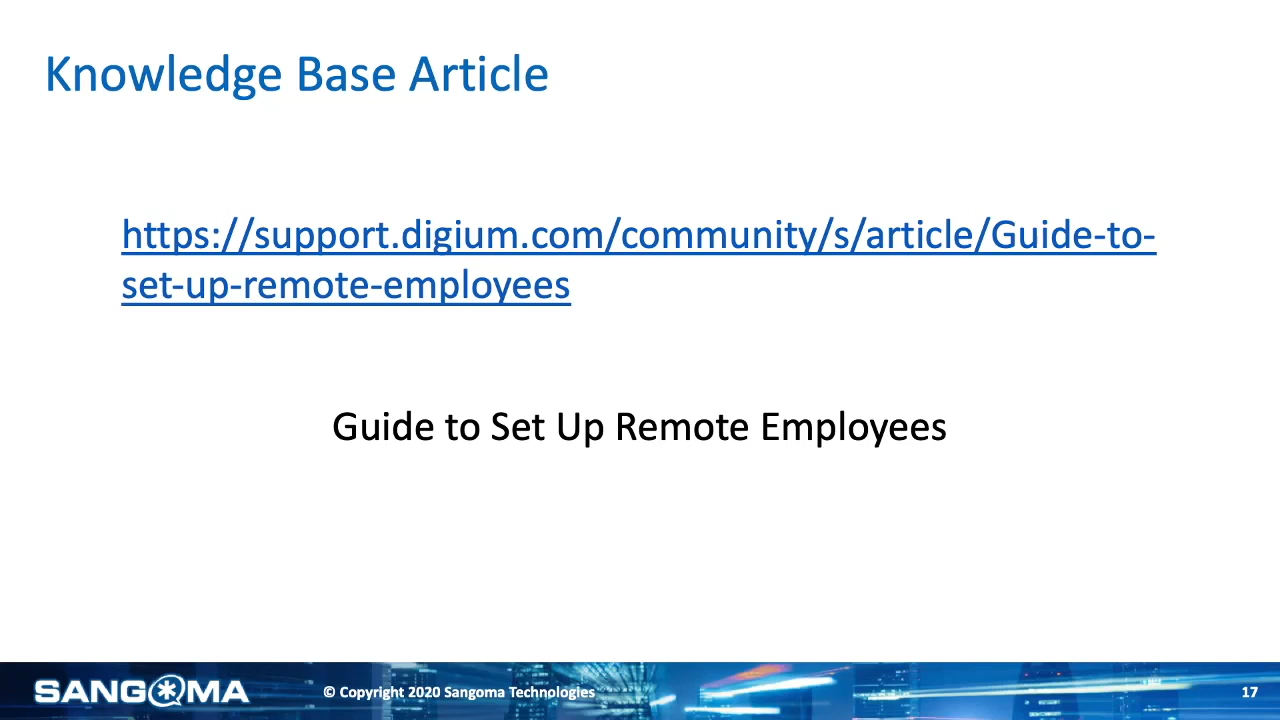 Knowledge Base Article
https://support.digium.com/community/s/article/Guide-to-
set-up-remote-employees
Guide to Set Up Remote Employees
SANGOMA
© Copyright 2020 Sangoma Technologies
17